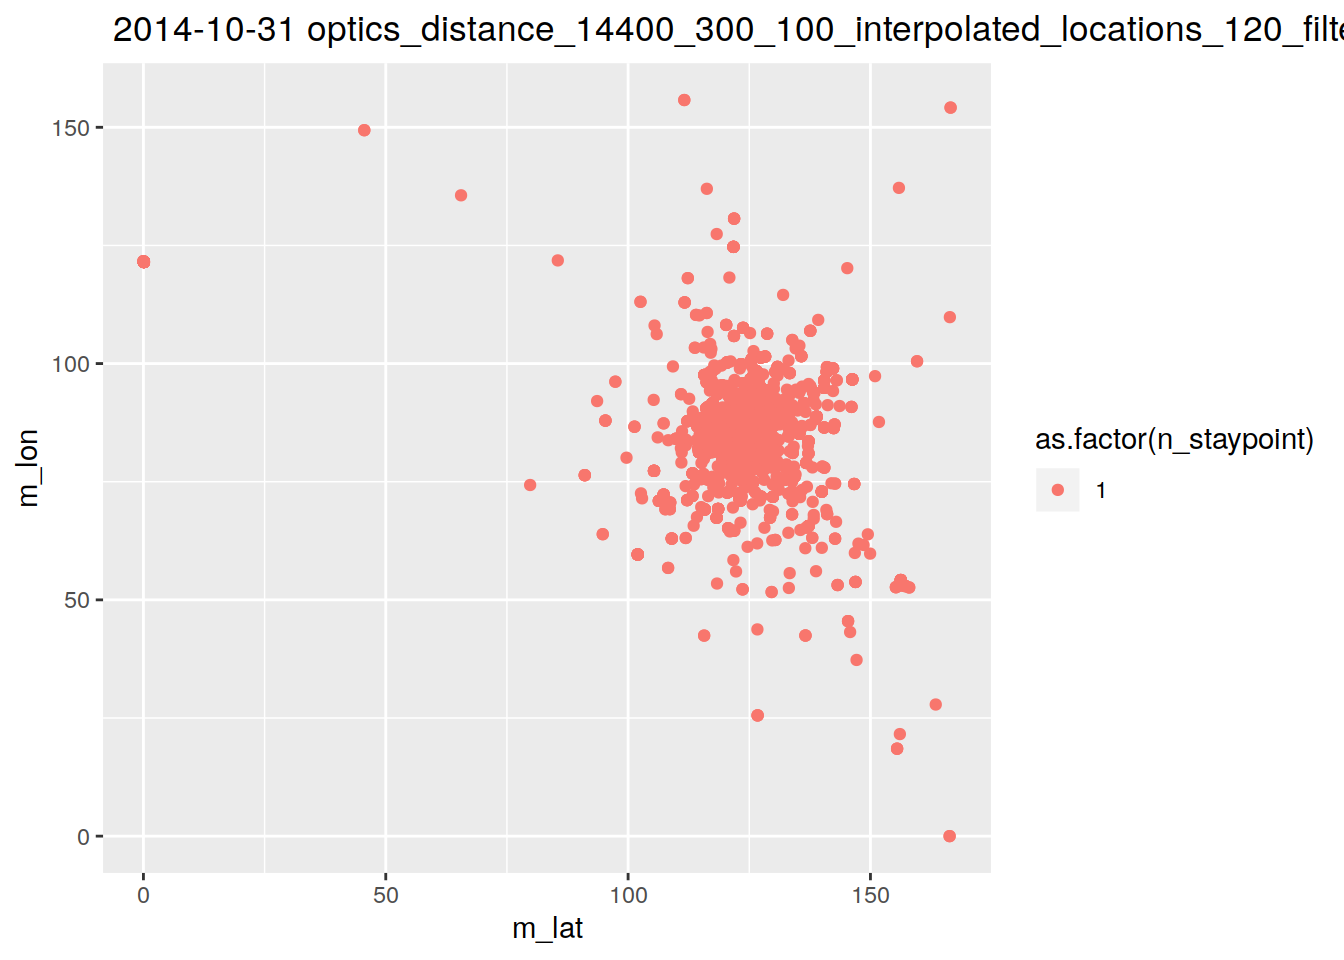 2014-10-31 optics_distance_14400_300_100_interpolated_locations_120_filte
150
100
50
0
m_lon
0 50 100 150
m_lat
as.factor(n_staypoint)
1